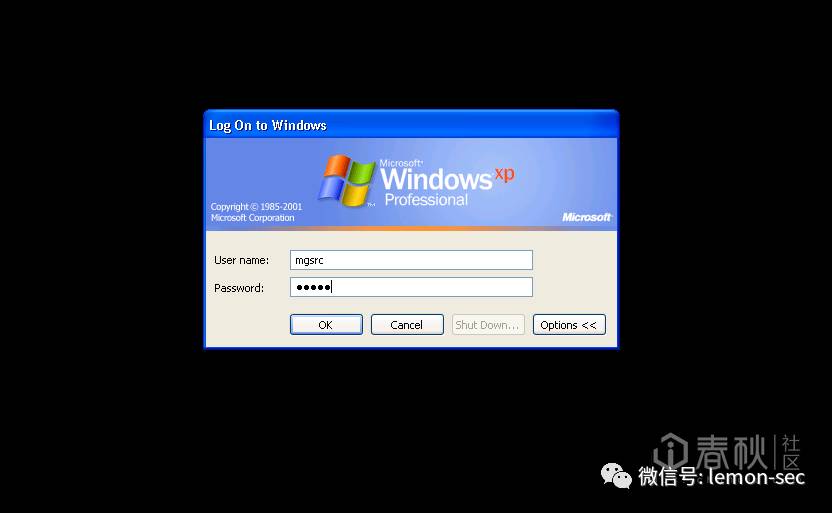 Log On to Windows
Microsoft®
Windows xp
Professional
Copyright © 1985-2001
Microsoft Corporation
Microsoft®
User name: mgsrc
Password: ●●●●●
OK Cancel Shut Down... Options <<
春秋 社区
微信号: lemon-sec